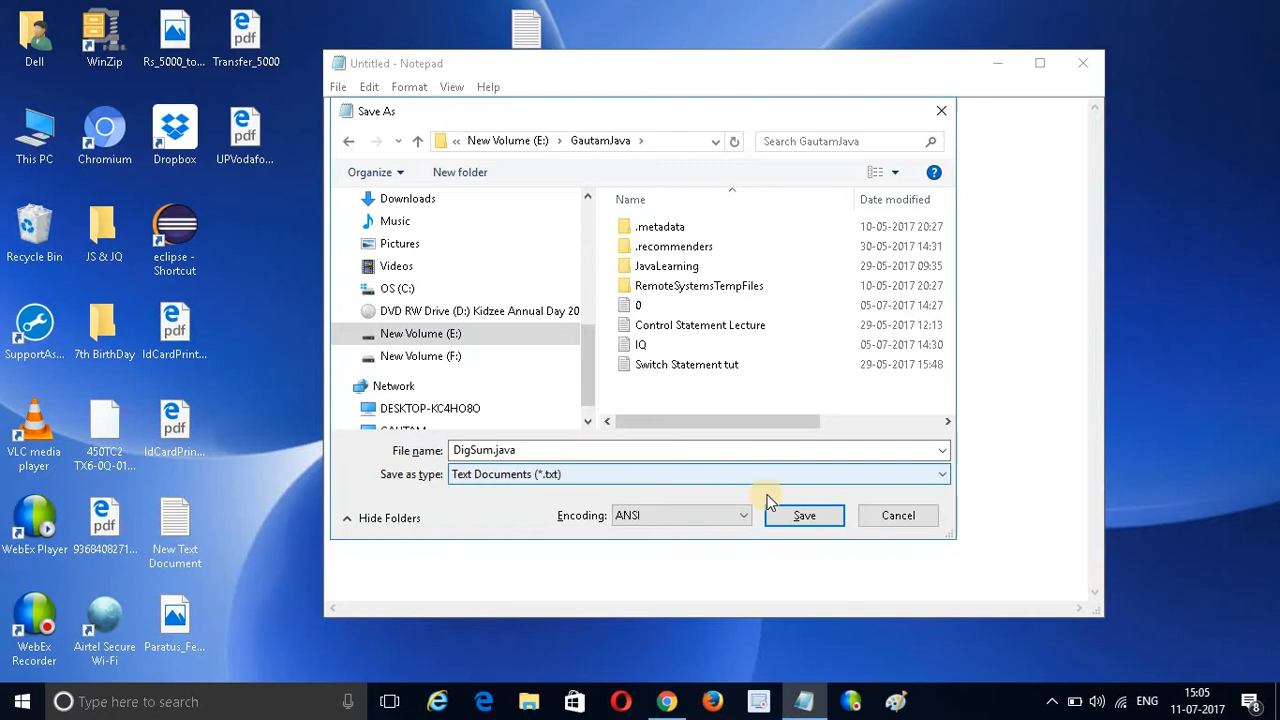 Dell
WinZip
Rs_5000_to...
Transfer_5000
This PC
Chromium
Dropbox
UPVodafo...
Recycle Bin
JS & JQ
eclipse -
Shortcut
SupportAs...
7th BirthDay
IdCardPrint...
VLC media
player
450TC2
TX6-0Q-01...
IdCardPrint...
WebEx Player
9368408271...
New Text
Document
WebEx
Recorder
Airtel Secure
Wi-Fi
Paratus_Fe...
Untitled - Notepad
File Edit Format View Help
Save As
« New Volume (E:) › GautamJava ›
Search GautamJava
Organize
New folder
Downloads
Music
Pictures
Videos
OS (C:)
DVD RW Drive (D:) Kidzee Annual Day 20
New Volume (E:)
New Volume (F:)
Network
DESKTOP-KC4HO8O
GAUTAM
Name Date modified
.metadata 10-05-2017 20:27
.recommenders 30-05-2017 14:31
JavaLearning 29-05-2017 09:35
RemoteSystemsTempFiles 10-05-2017 20:27
0 05-07-2017 14:27
Control Statement Lecture 29-05-2017 12:13
IQ 05-07-2017 14:30
Switch Statement tut 29-05-2017 15:48
File name: DigSum.java
Save as type: Text Documents (*.txt)
Hide Folders
Encoding: ANSI
Save
Cancel
Type here to search
ENG
15:05
11-07-2017
8